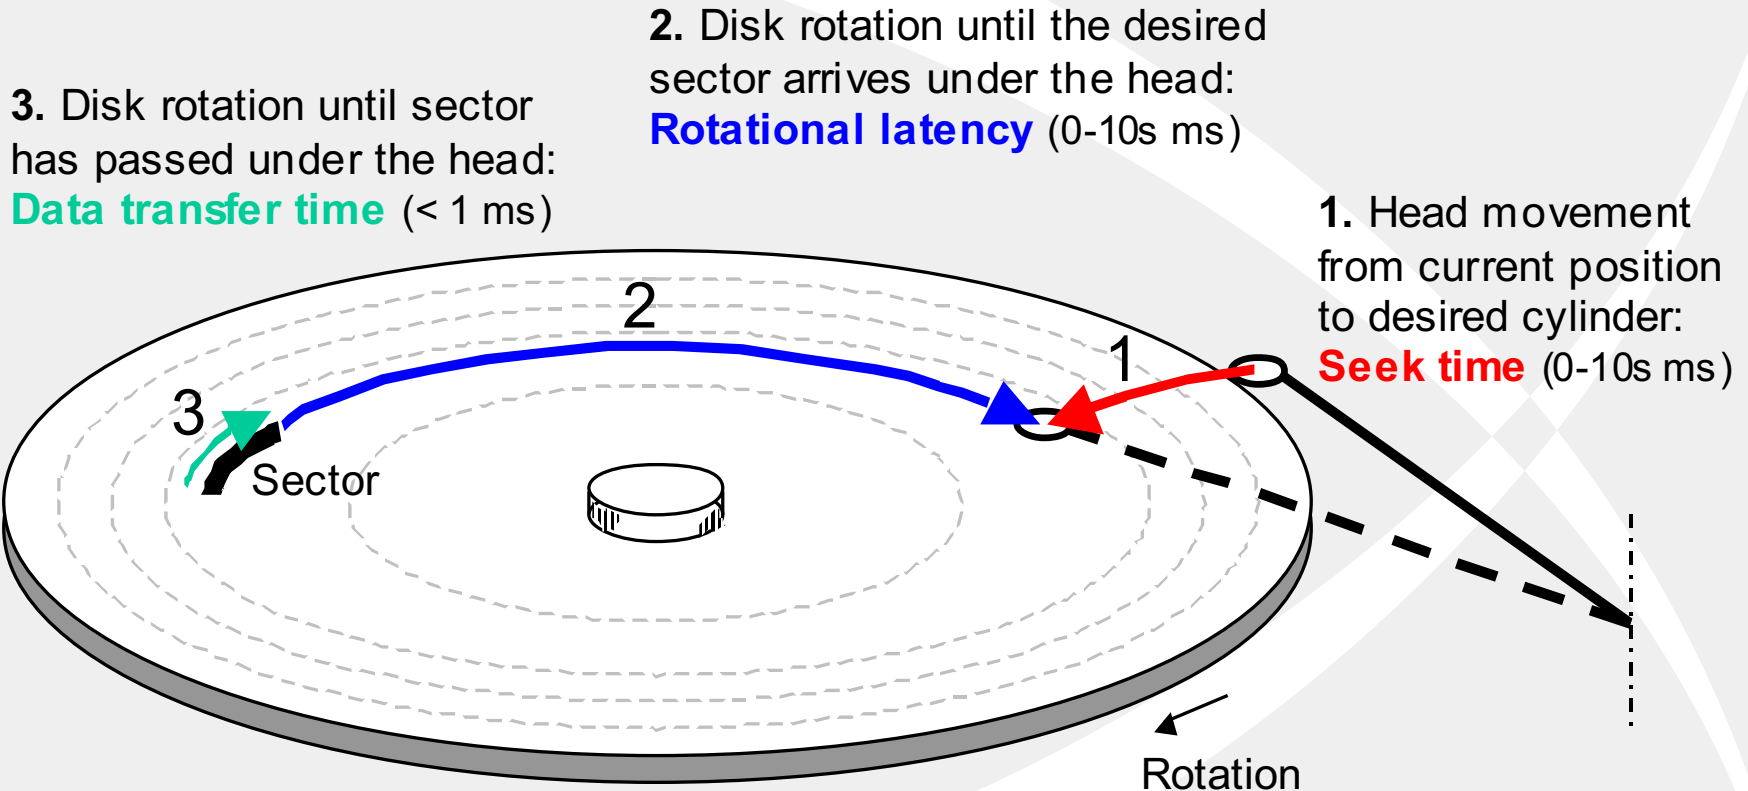 2. Disk rotation until the desired
sector arrives under the head:
Rotational latency (0-10s ms)
3. Disk rotation until sector
has passed under the head:
Data transfer time (< 1 ms)
1. Head movement
from current position
to desired cylinder:
Seek time (0-10s ms)
2
1
3
Sector
Rotation